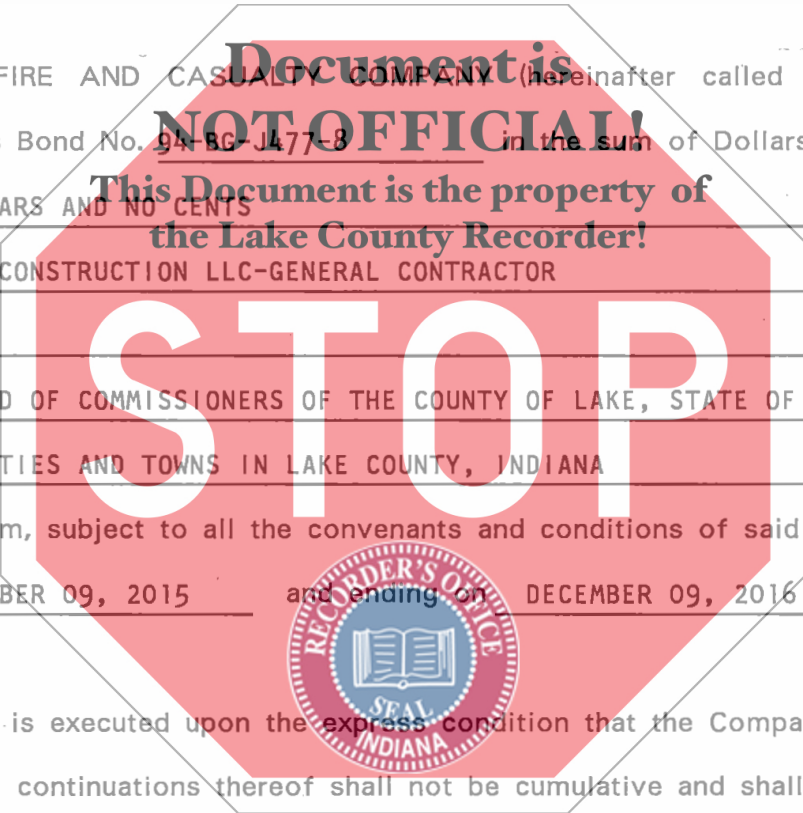 Document is
FIRE AND CASUALTY COMPANY (hereinafter called
NOT OFFICIAL!
Bond No. 94-BG-J477-8 in the sum of Dollars
This Document is the property of
ARS AND NO CENTS
the Lake County Recorder!
CONSTRUCTION LLC-GENERAL CONTRACTOR
STOP
D OF COMMISSIONERS OF THE COUNTY OF LAKE, STATE OF
TIES AND TOWNS IN LAKE COUNTY, INDIANA
m, subject to all the convenants and conditions of said
BER 09, 2015 and ending on DECEMBER 09, 2016
RECORDER'S OFFICE
SEAL
INDIANA
is executed upon the express condition that the Compa
continuations thereof shall not be cumulative and shall